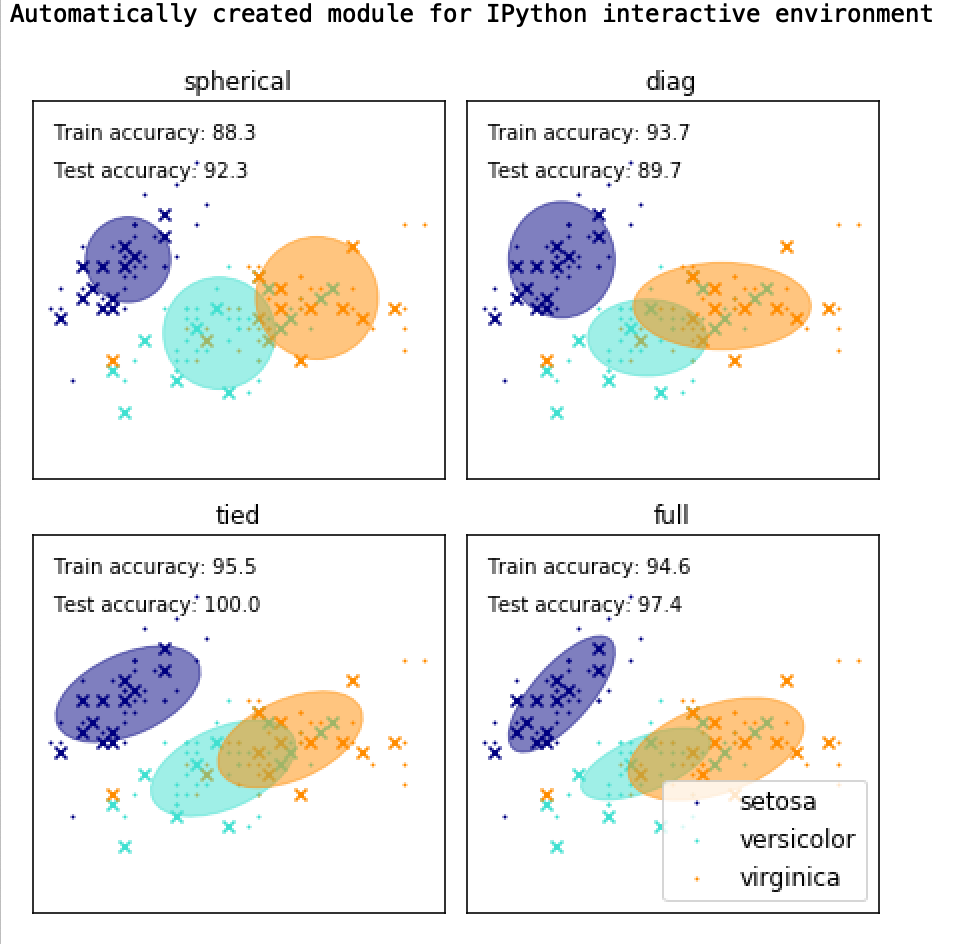 Automatically created module for IPython interactive environment
spherical
Train accuracy: 88.3
Test accuracy: 92.3
diag
Train accuracy: 93.7
Test accuracy: 89.7
tied
Train accuracy: 95.5
Test accuracy: 100.0
full
Train accuracy: 94.6
Test accuracy: 97.4
setosa
versicolor
virginica